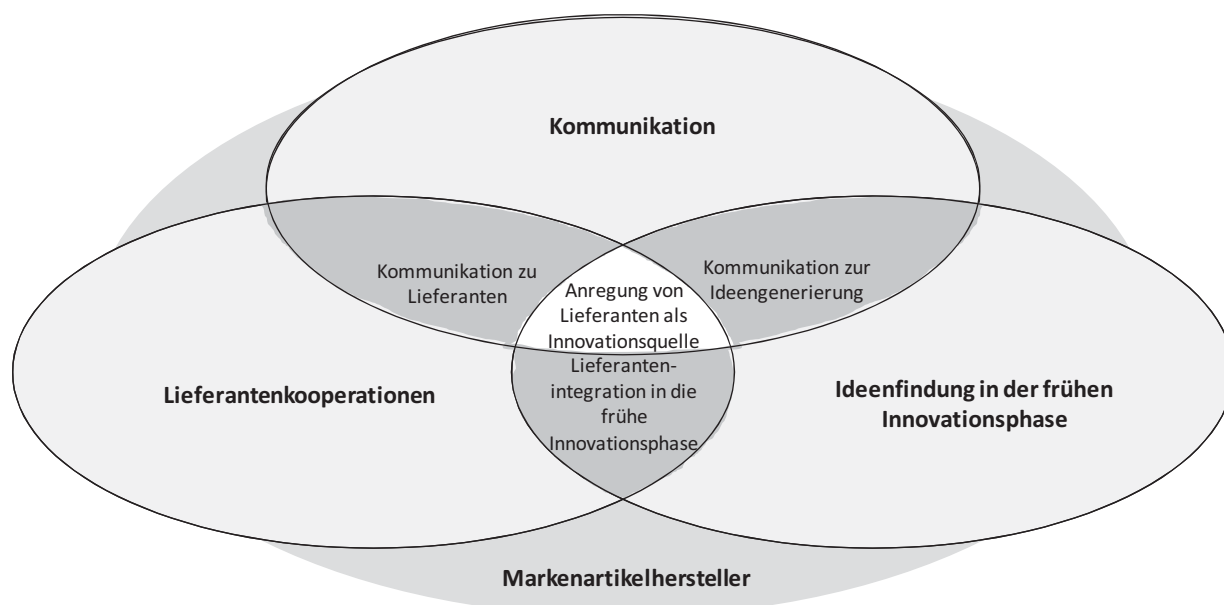 Kommunikation
Kommunikation zu
Lieferanten
Kommunikation zur
Ideengenerierung
Anregung von
Lieferanten als
Innovationsquelle
Lieferanten-
integration in die
frühe
Innovationsphase
Lieferantenkooperationen
Ideenfindung in der frühen
Innovationsphase
Markenartikelhersteller